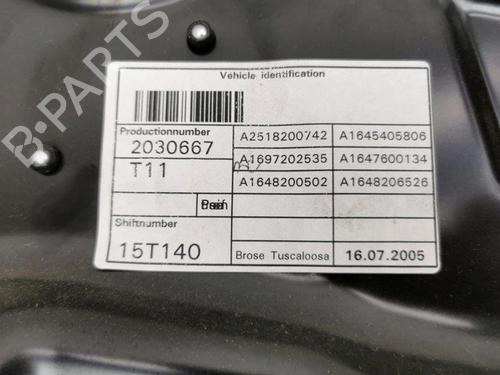 B-PARTS
Vehicle identification
Productionnumber
2030667
T11
Shiftnumber
15T140
A2518200742 A1645405806
A1697202535 A1647600134
A1648200502 A1648206526
Brose Tuscaloosa 16.07.2005